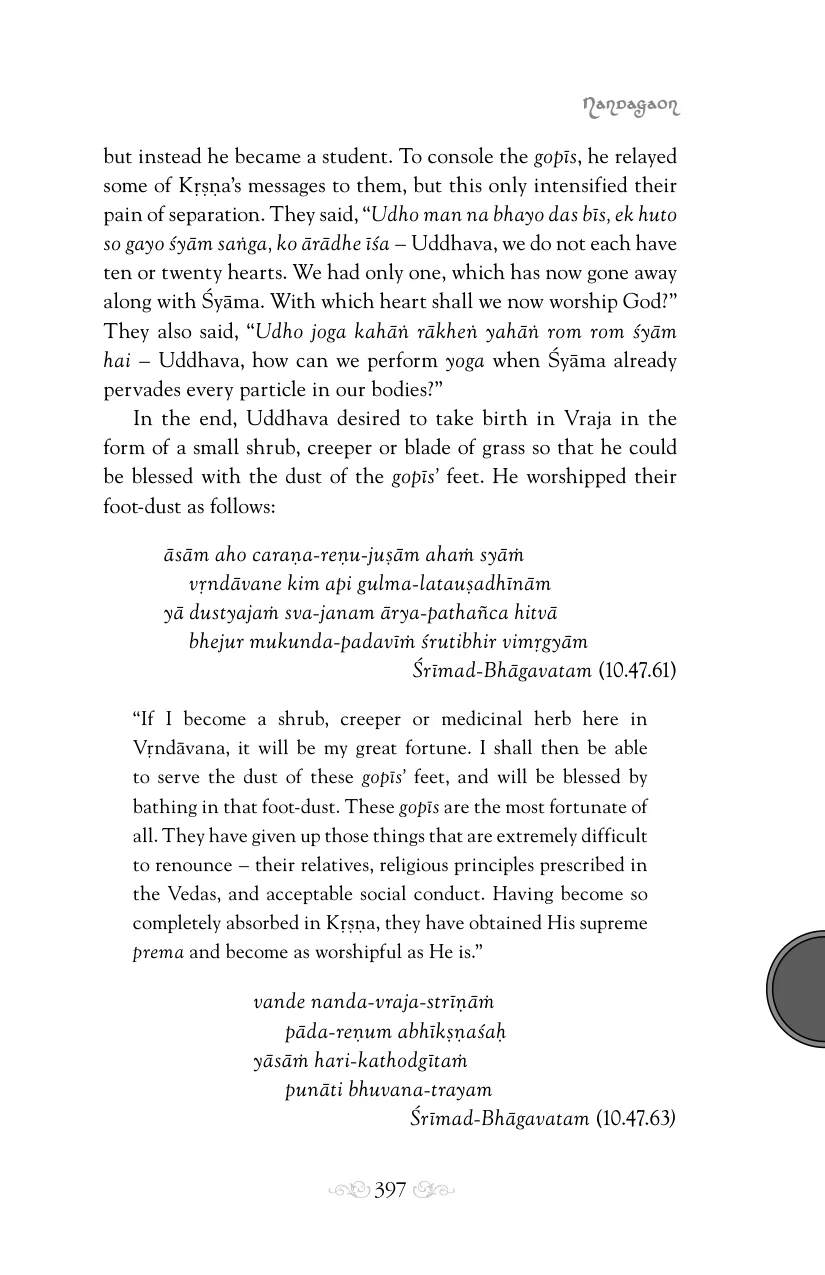 Nandagaon
but instead he became a student. To console the gopīs, he relayed
some of Kṛṣṇa’s messages to them, but this only intensified their
pain of separation. They said, “Udho man na bhayo das bīs, ek huto
so gayo śyām saṅga, ko ārādhe īśa – Uddhava, we do not each have
ten or twenty hearts. We had only one, which has now gone away
along with Śyāma. With which heart shall we now worship God?”
They also said, “Udho joga kahāṅ rākheṅ yahāṅ rom rom śyām
hai – Uddhava, how can we perform yoga when Śyāma already
pervades every particle in our bodies?”
In the end, Uddhava desired to take birth in Vraja in the
form of a small shrub, creeper or blade of grass so that he could
be blessed with the dust of the gopīs’ feet. He worshipped their
foot-dust as follows:
āsām aho caraṇa-reṇu-juṣām ahaṁ syāṁ
vṛndāvane kim api gulma-latauṣadhīnām
yā dustyajaṁ sva-janam ārya-pathañca hitvā
bhejur mukunda-padavīṁ śrutibhir vimṛgyām
Śrīmad-Bhāgavatam (10.47.61)
“If I become a shrub, creeper or medicinal herb here in
Vṛndāvana, it will be my great fortune. I shall then be able
to serve the dust of these gopīs’ feet, and will be blessed by
bathing in that foot-dust. These gopīs are the most fortunate of
all. They have given up those things that are extremely difficult
to renounce – their relatives, religious principles prescribed in
the Vedas, and acceptable social conduct. Having become so
completely absorbed in Kṛṣṇa, they have obtained His supreme
prema and become as worshipful as He is.”
vande nanda-vraja-strīṇāṁ
pāda-reṇum abhīkṣṇaśaḥ
yāsāṁ hari-kathodgītaṁ
punāti bhuvana-trayam
Śrīmad-Bhāgavatam (10.47.63)
397